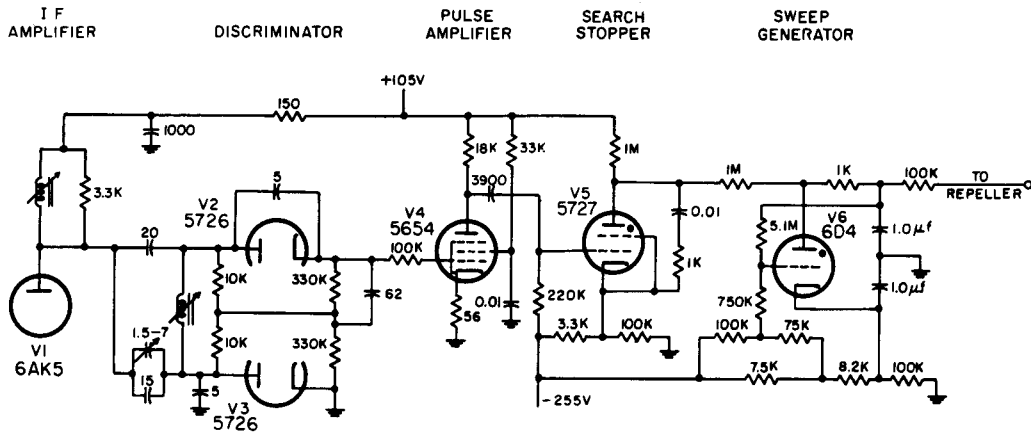 I F
AMPLIFIER
DISCRIMINATOR
PULSE
AMPLIFIER
SEARCH
STOPPER
SWEEP
GENERATOR
+105V
150
1000
3.3K
5
18K
33K
1M
3900
1M
1K
100K
TO
REPELLER
V2
5726
V4
5654
V5
5727
V6
6D4
0.01
5.1M
1.0µf
20
100K
1K
10K
330K
62
0.01
220K
750K
1.0µf
56
3.3K
100K
100K
75K
1.5-7
10K
330K
7.5K
8.2K
100K
15
5
V1
6AK5
V3
5726
-255V